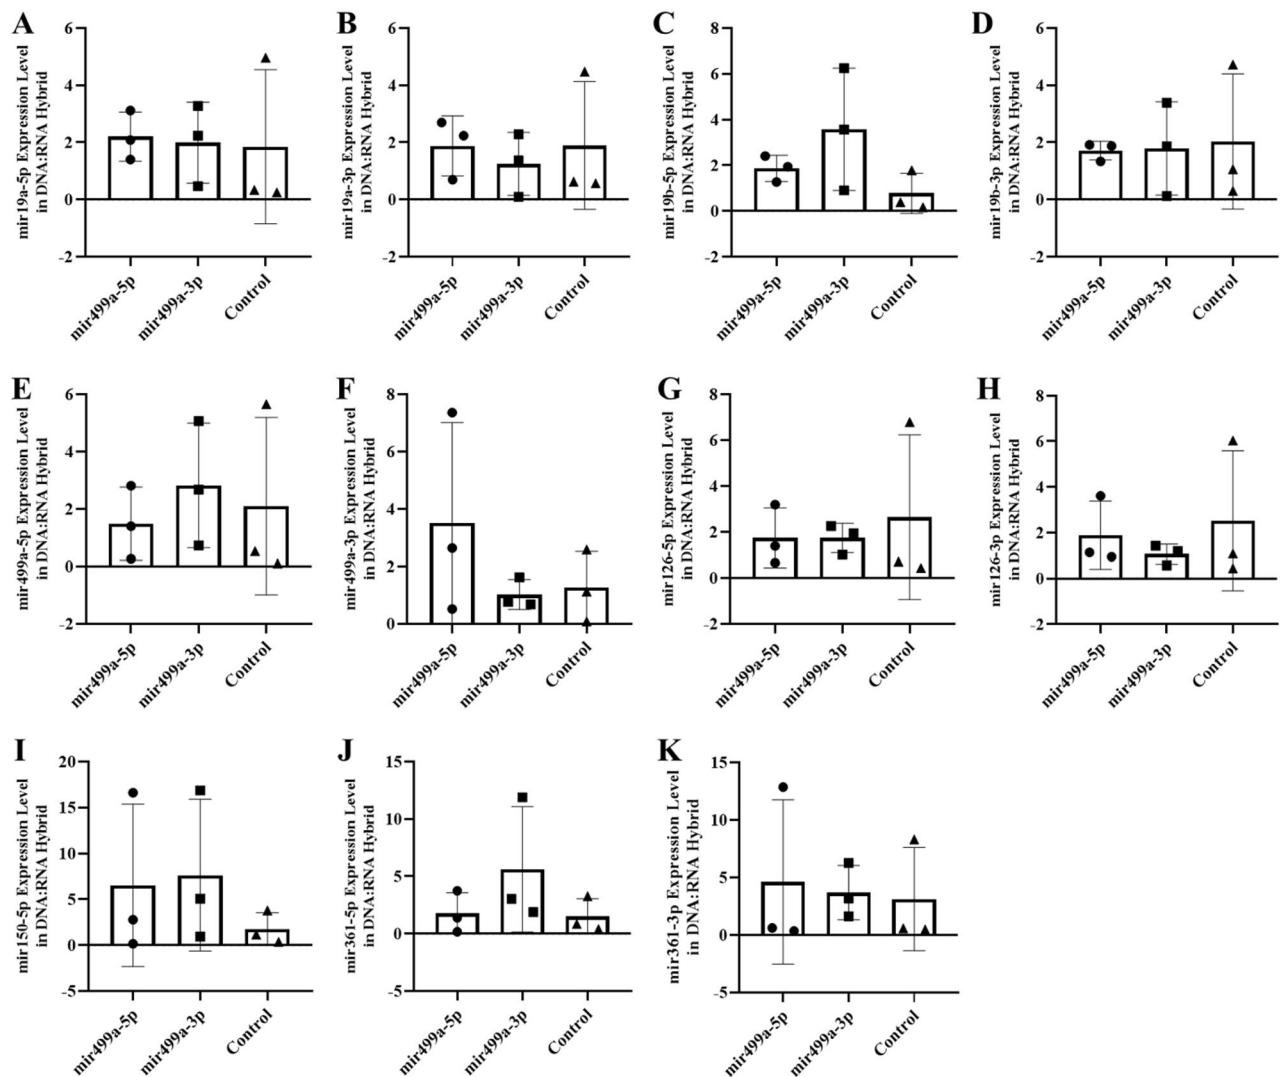 A
mir19a-5p Expression Level
in DNA:RNA Hybrid
6
4
2
0
-2
mir499a-5p
mir499a-3p
Control
B
mir19a-3p Expression Level
in DNA:RNA Hybrid
6
4
2
0
-2
mir499a-5p
mir499a-3p
Control
C
mir19b-5p Expression Level
in DNA:RNA Hybrid
8
6
4
2
0
-2
mir499a-5p
mir499a-3p
Control
D
mir19b-3p Expression Level
in DNA:RNA Hybrid
6
4
2
0
-2
mir499a-5p
mir499a-3p
Control
E
mir499a-5p Expression Level
in DNA:RNA Hybrid
6
4
2
0
-2
mir499a-5p
mir499a-3p
Control
F
mir499a-3p Expression Level
in DNA:RNA Hybrid
8
6
4
2
0
mir499a-5p
mir499a-3p
Control
G
mir126-5p Expression Level
in DNA:RNA Hybrid
8
6
4
2
0
-2
mir499a-5p
mir499a-3p
Control
H
mir126-3p Expression Level
in DNA:RNA Hybrid
8
6
4
2
0
-2
mir499a-5p
mir499a-3p
Control
I
mir150-5p Expression Level
in DNA:RNA Hybrid
20
15
10
5
0
-5
mir499a-5p
mir499a-3p
Control
J
mir361-5p Expression Level
in DNA:RNA Hybrid
15
10
5
0
-5
mir499a-5p
mir499a-3p
Control
K
mir361-3p Expression Level
in DNA:RNA Hybrid
15
10
5
0
-5
mir499a-5p
mir499a-3p
Control